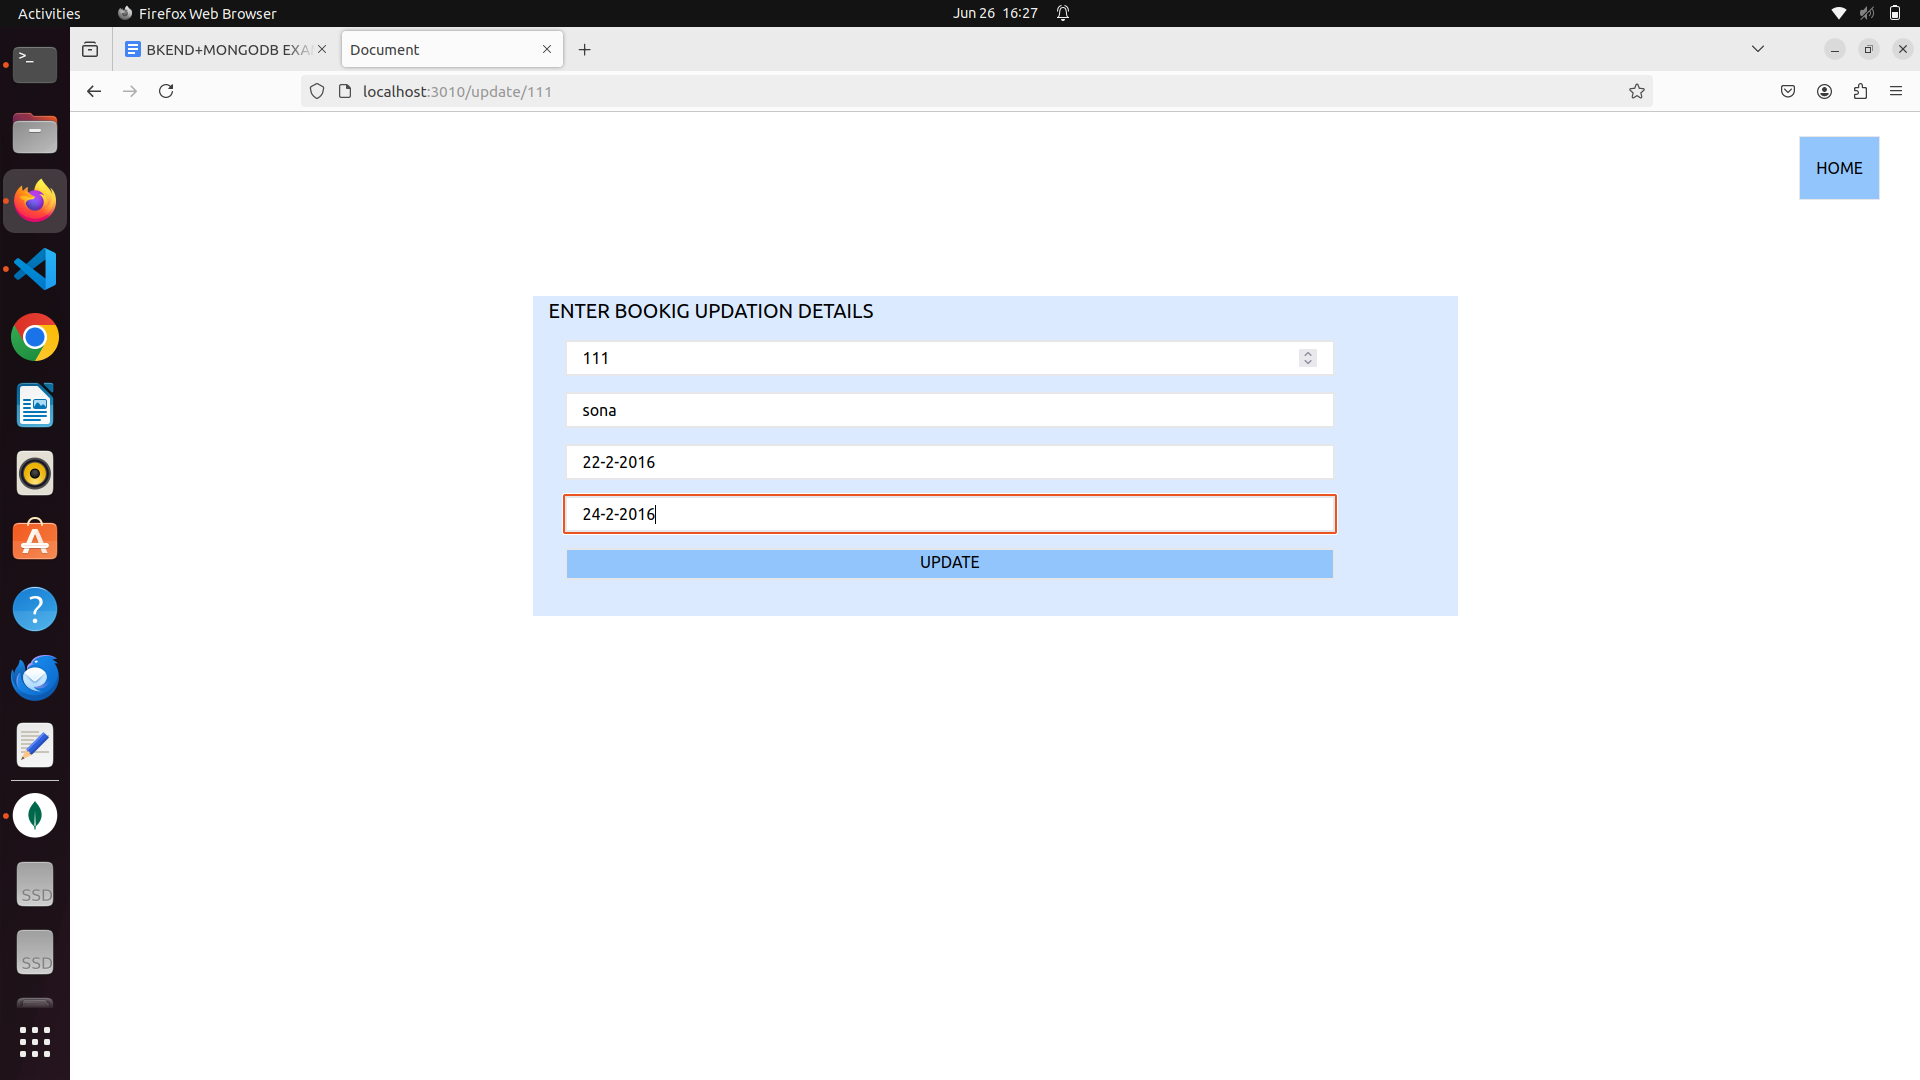 Activities
Firefox Web Browser
Jun 26 16:27
BKEND+MONGODB EXA
Document
localhost:3010/update/111
HOME
ENTER BOOKIG UPDATION DETAILS
111
sona
22-2-2016
24-2-2016
UPDATE
>_
?
SSD
SSD